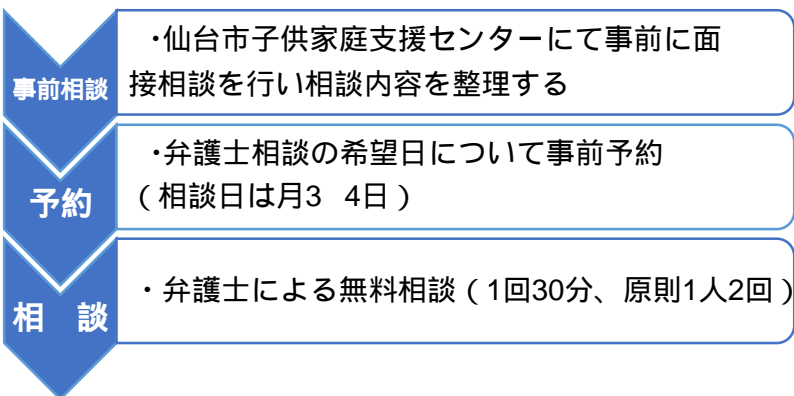 事前相談
・仙台市子供家庭支援センターにて事前に面
接相談を行い相談内容を整理する
予約
・弁護士相談の希望日について事前予約
（相談日は月3 4日）
相 談
・弁護士による無料相談（1回30分、原則1人2回）